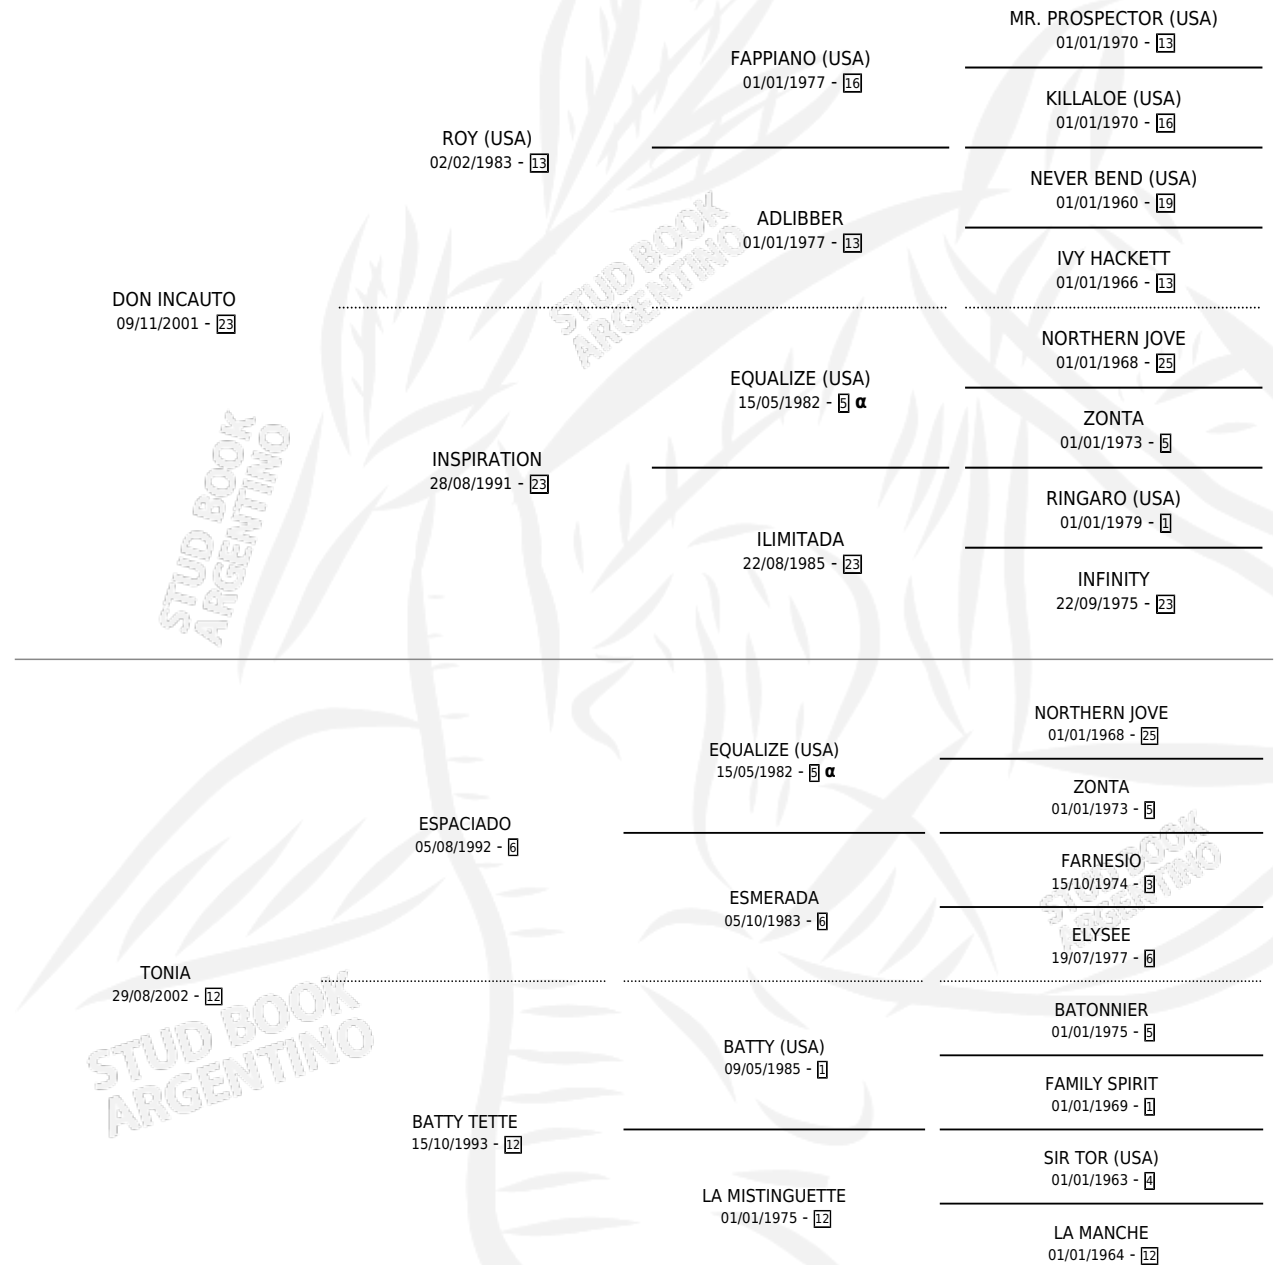 MR. PROSPECTOR (USA)
01/01/1970 - 13
FAPPIANO (USA)
01/01/1977 - 16
KILLALOE (USA)
01/01/1970 - 16
ROY (USA)
02/02/1983 - 13
NEVER BEND (USA)
01/01/1960 - 19
ADLIBBER
01/01/1977 - 13
IVY HACKETT
01/01/1966 - 13
DON INCAUTO
09/11/2001 - 23
NORTHERN JOVE
01/01/1968 - 25
EQUALIZE (USA)
15/05/1982 - 5 α
ZONTA
01/01/1973 - 5
INSPIRATION
28/08/1991 - 23
RINGARO (USA)
01/01/1979 - 1
ILIMITADA
22/08/1985 - 23
INFINITY
22/09/1975 - 23
STUD BOOK
ARGENTINO
STUD BOOK
ARGENTINO
NORTHERN JOVE
01/01/1968 - 25
EQUALIZE (USA)
15/05/1982 - 5 α
ZONTA
01/01/1973 - 5
ESPACIADO
05/08/1992 - 6
FARNESIO
15/10/1974 - 3
ESMERADA
05/10/1983 - 6
ELYSEE
19/07/1977 - 6
TONIA
29/08/2002 - 12
BATONNIER
01/01/1975 - 5
BATTY (USA)
09/05/1985 - 1
FAMILY SPIRIT
01/01/1969 - 1
BATTY TETTE
15/10/1993 - 12
SIR TOR (USA)
01/01/1963 - 4
LA MISTINGUETTE
01/01/1975 - 12
LA MANCHE
01/01/1964 - 12
STUD BOOK
ARGENTINO
STUD BOOK
ARGENTINO